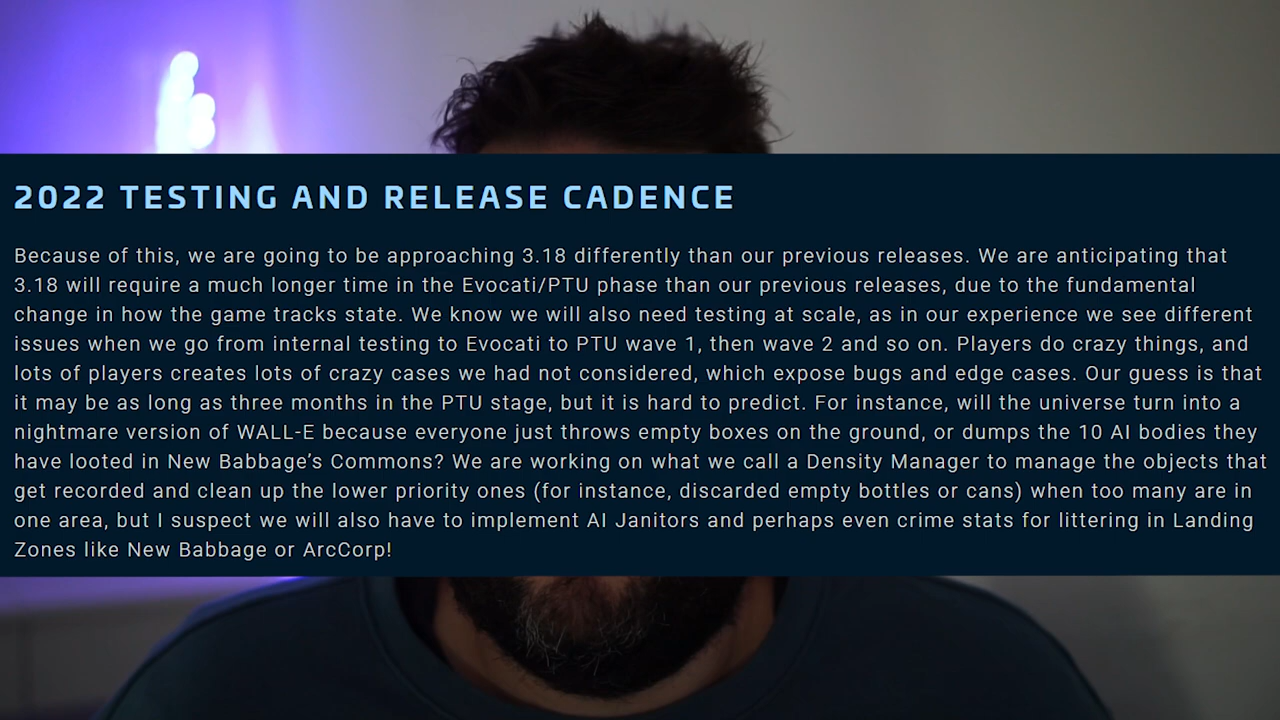 2022 TESTING AND RELEASE CADENCE
Because of this, we are going to be approaching 3.18 differently than our previous releases. We are anticipating that
3.18 will require a much longer time in the Evocati/PTU phase than our previous releases, due to the fundamental
change in how the game tracks state. We know we will also need testing at scale, as in our experience we see different
issues when we go from internal testing to Evocati to PTU wave 1, then wave 2 and so on. Players do crazy things, and
lots of players creates lots of crazy cases we had not considered, which expose bugs and edge cases. Our guess is that
it may be as long as three months in the PTU stage, but it is hard to predict. For instance, will the universe turn into a
nightmare version of WALL-E because everyone just throws empty boxes on the ground, or dumps the 10 AI bodies they
have looted in New Babbage’s Commons? We are working on what we call a Density Manager to manage the objects that
get recorded and clean up the lower priority ones (for instance, discarded empty bottles or cans) when too many are in
one area, but I suspect we will also have to implement AI Janitors and perhaps even crime stats for littering in Landing
Zones like New Babbage or ArcCorp!